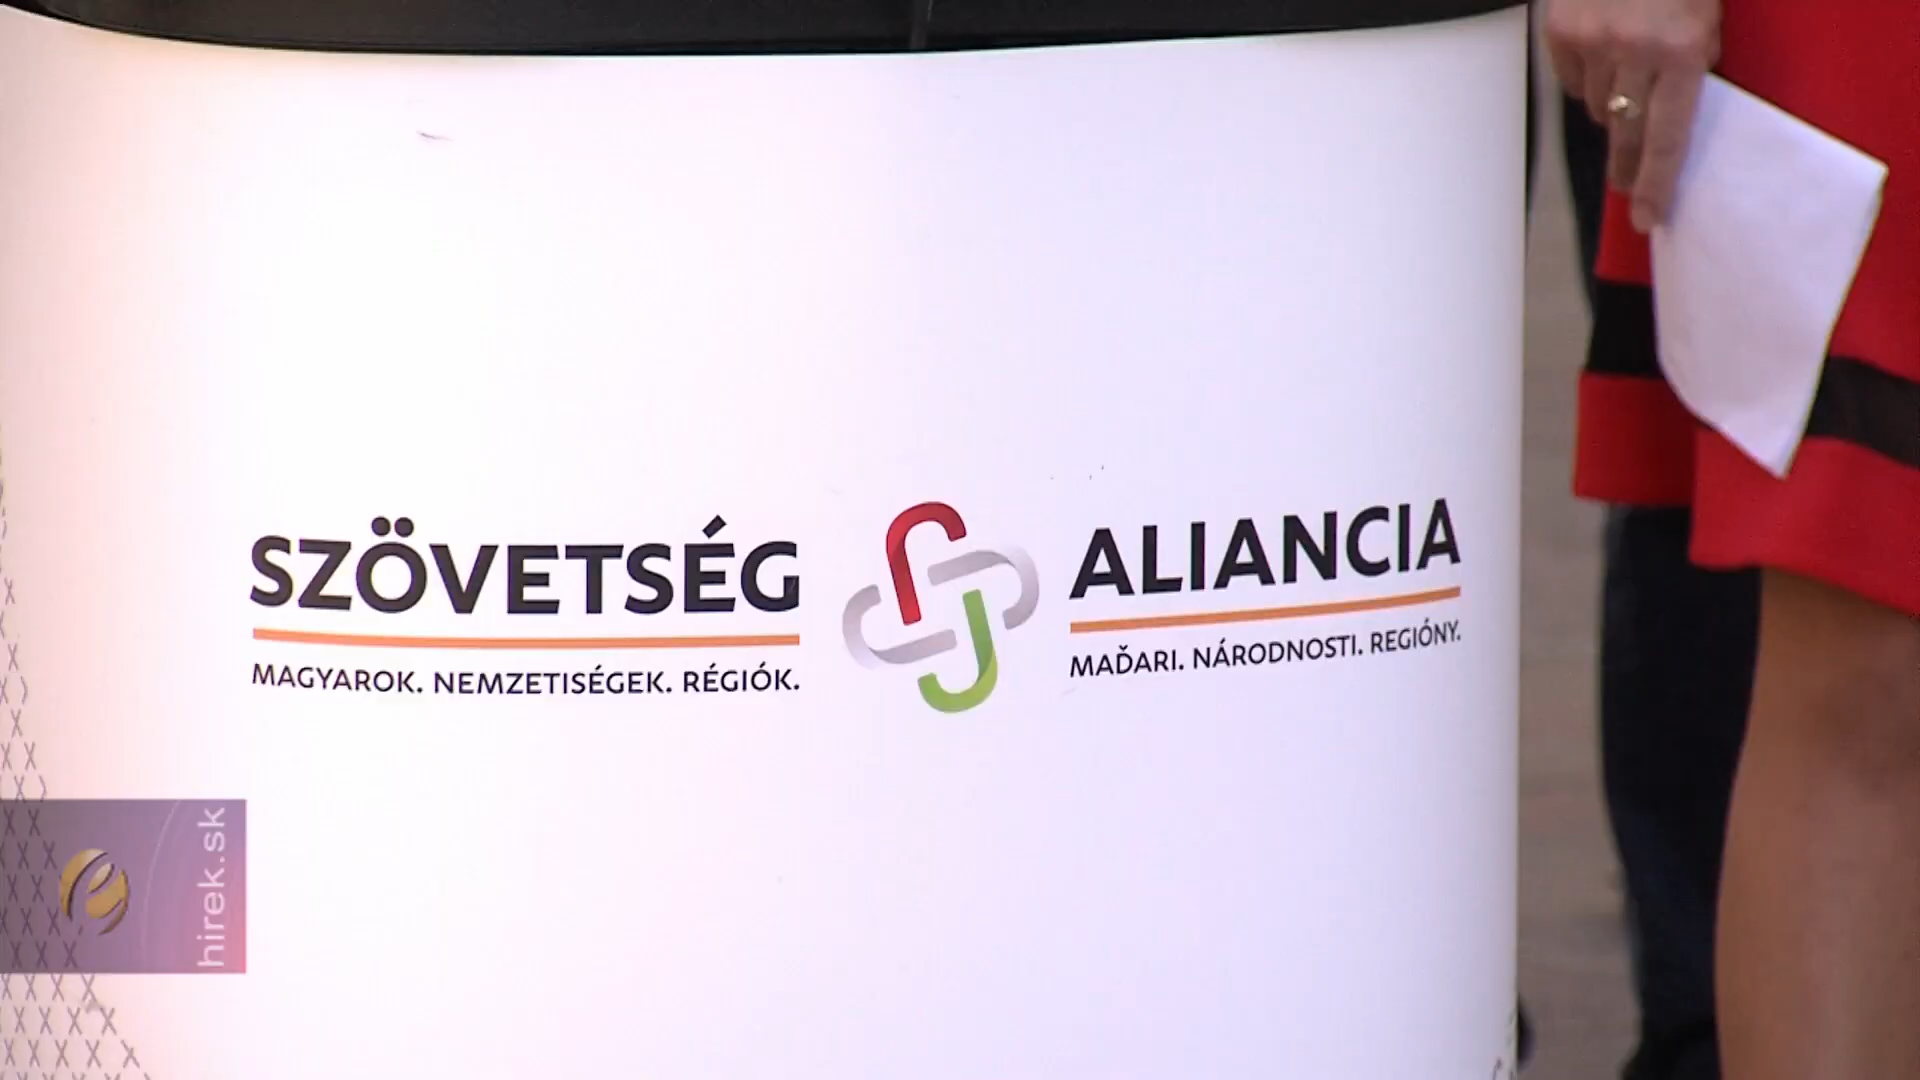 SZÖVETSÉG
MAGYAROK. NEMZETISÉGEK. RÉGIÓK.
ALIANCIA
MAĎARI. NÁRODNOSTI. REGIÓNY.
hirek.sk